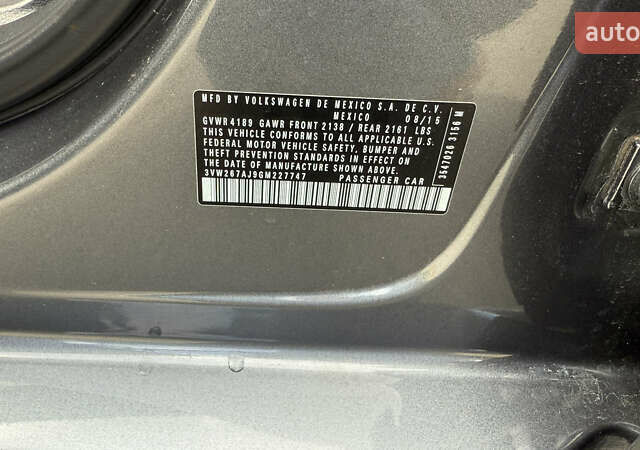 auto
MFD BY VOLKSWAGEN DE MEXICO S.A. DE C.V.
MEXICO 08/15
GVWR 4189 GAWR FRONT 2138 / REAR 2161 LBS
THIS VEHICLE CONFORMS TO ALL APPLICABLE U.S.
FEDERAL MOTOR VEHICLE SAFETY, BUMPER AND
THEFT PREVENTION STANDARDS IN EFFECT ON
THE DATE OF MANUFACTURE SHOWN ABOVE.
3VW267AJ9GM227747 PASSENGER CAR
3567026 3156 M